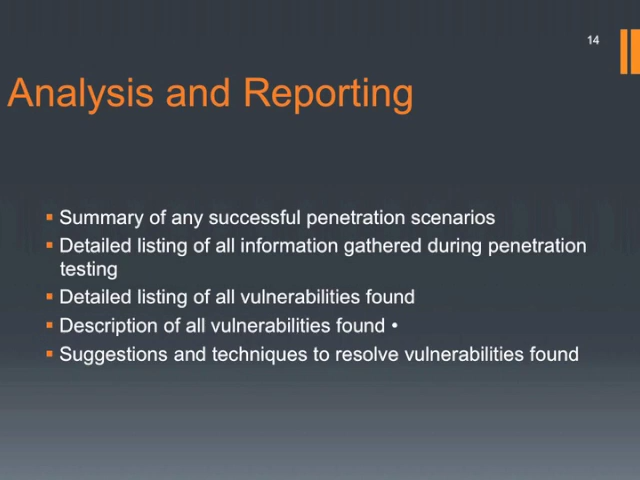 14
Analysis and Reporting
▪ Summary of any successful penetration scenarios
▪ Detailed listing of all information gathered during penetration
testing
▪ Detailed listing of all vulnerabilities found
▪ Description of all vulnerabilities found •
▪ Suggestions and techniques to resolve vulnerabilities found